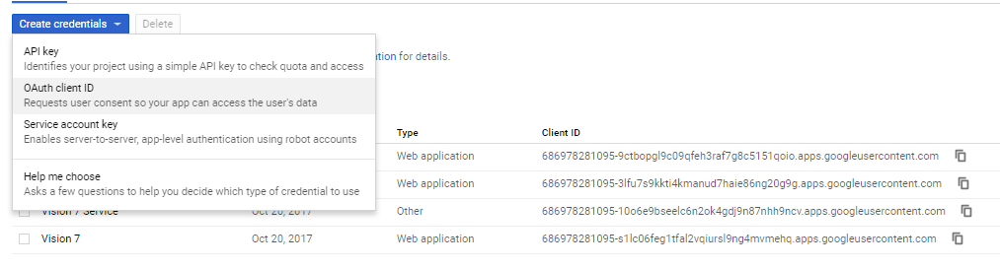 Create credentials Delete
API key
Identifies your project using a simple API key to check quota and access
ation for details.
OAuth client ID
Requests user consent so your app can access the user's data
Service account key
Enables server-to-server, app-level authentication using robot accounts
Type Client ID
Web application 686978281095-9ctbopgl9c09qfeh3raf7g8c5151qoio.apps.googleusercontent.com
Help me choose
Asks a few questions to help you decide which type of credential to use
Web application 686978281095-3lfu7s9kkti4kmanud7haie86ng20g9g.apps.googleusercontent.com
Vision 7 Service Oct 20, 2017 Other 686978281095-10o6e9bseelc6n2ok4gdj9n87nhh9ncv.apps.googleusercontent.com
Vision 7 Oct 20, 2017 Web application 686978281095-s1lc06feg1tfal2vqiursl9ng4mvmehq.apps.googleusercontent.com